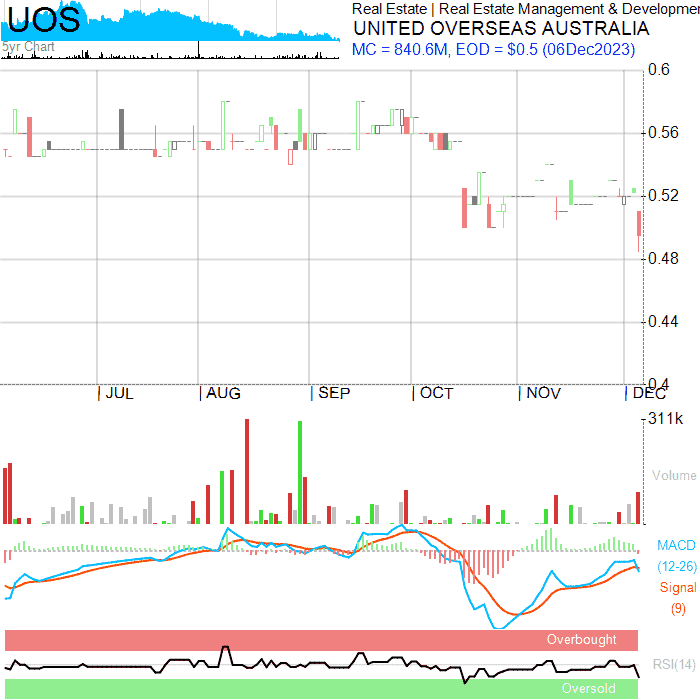 UOS
5yr Chart
Real Estate | Real Estate Management & Developmen
UNITED OVERSEAS AUSTRALIA
MC = 840.6M, EOD = $0.5 (06Dec2023)
0.6
0.56
0.52
0.48
0.44
0.4
JUL
AUG
SEP
OCT
NOV
DEC
311k
Volume
MACD
(12-26)
Signal
(9)
Overbought
RSI(14)
Oversold